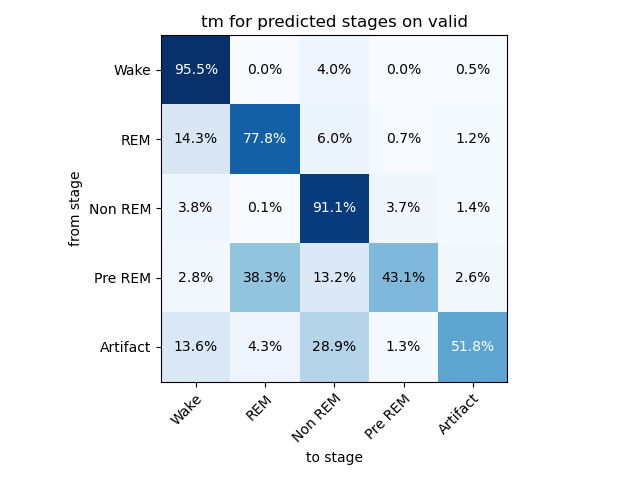 tm for predicted stages on valid
from stage
Wake 95.5% 0.0% 4.0% 0.0% 0.5%
REM 14.3% 77.8% 6.0% 0.7% 1.2%
Non REM 3.8% 0.1% 91.1% 3.7% 1.4%
Pre REM 2.8% 38.3% 13.2% 43.1% 2.6%
Artifact 13.6% 4.3% 28.9% 1.3% 51.8%
Wake REM Non REM Pre REM Artifact
to stage